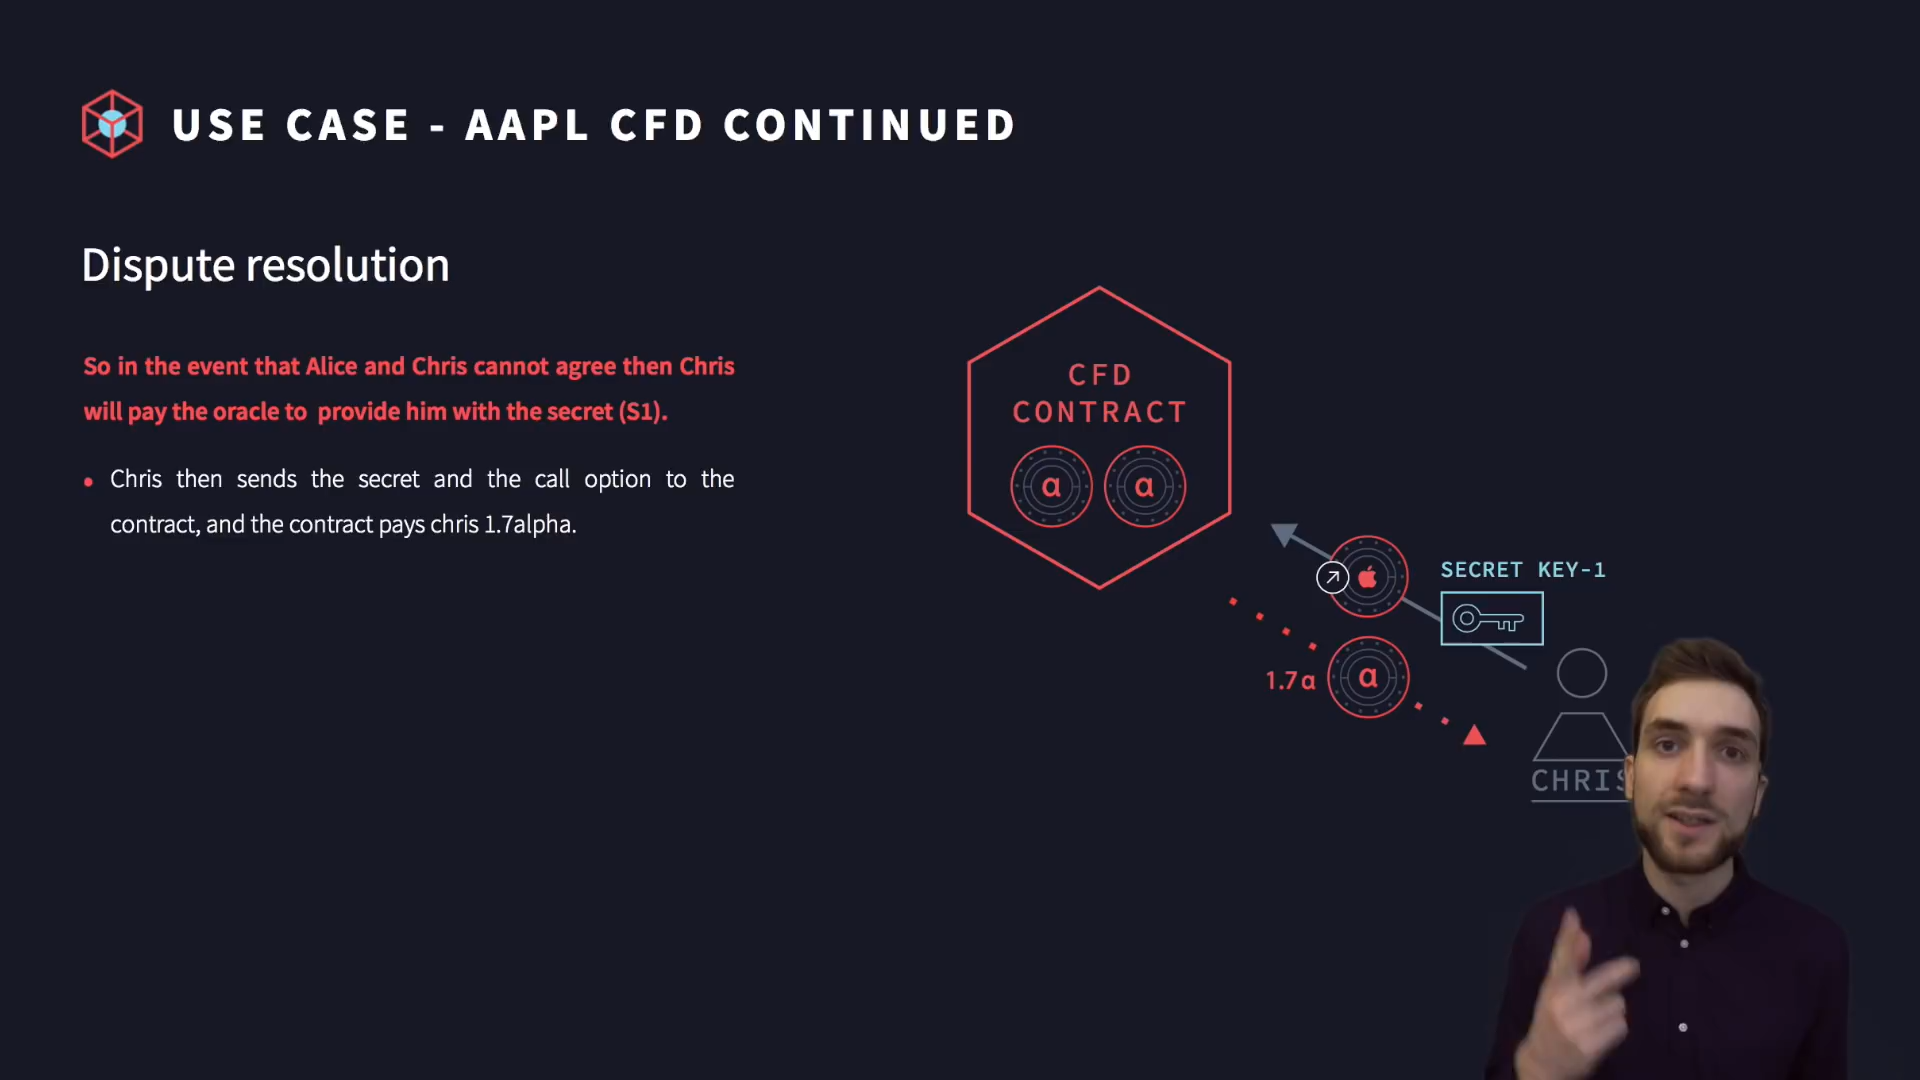 USE CASE - AAPL CFD CONTINUED
Dispute resolution
So in the event that Alice and Chris cannot agree then Chris
will pay the oracle to provide him with the secret (S1).
Chris then sends the secret and the call option to the
contract, and the contract pays chris 1.7alpha.
CFD
CONTRACT
α α
SECRET KEY-1
1.7α α
CHRIS